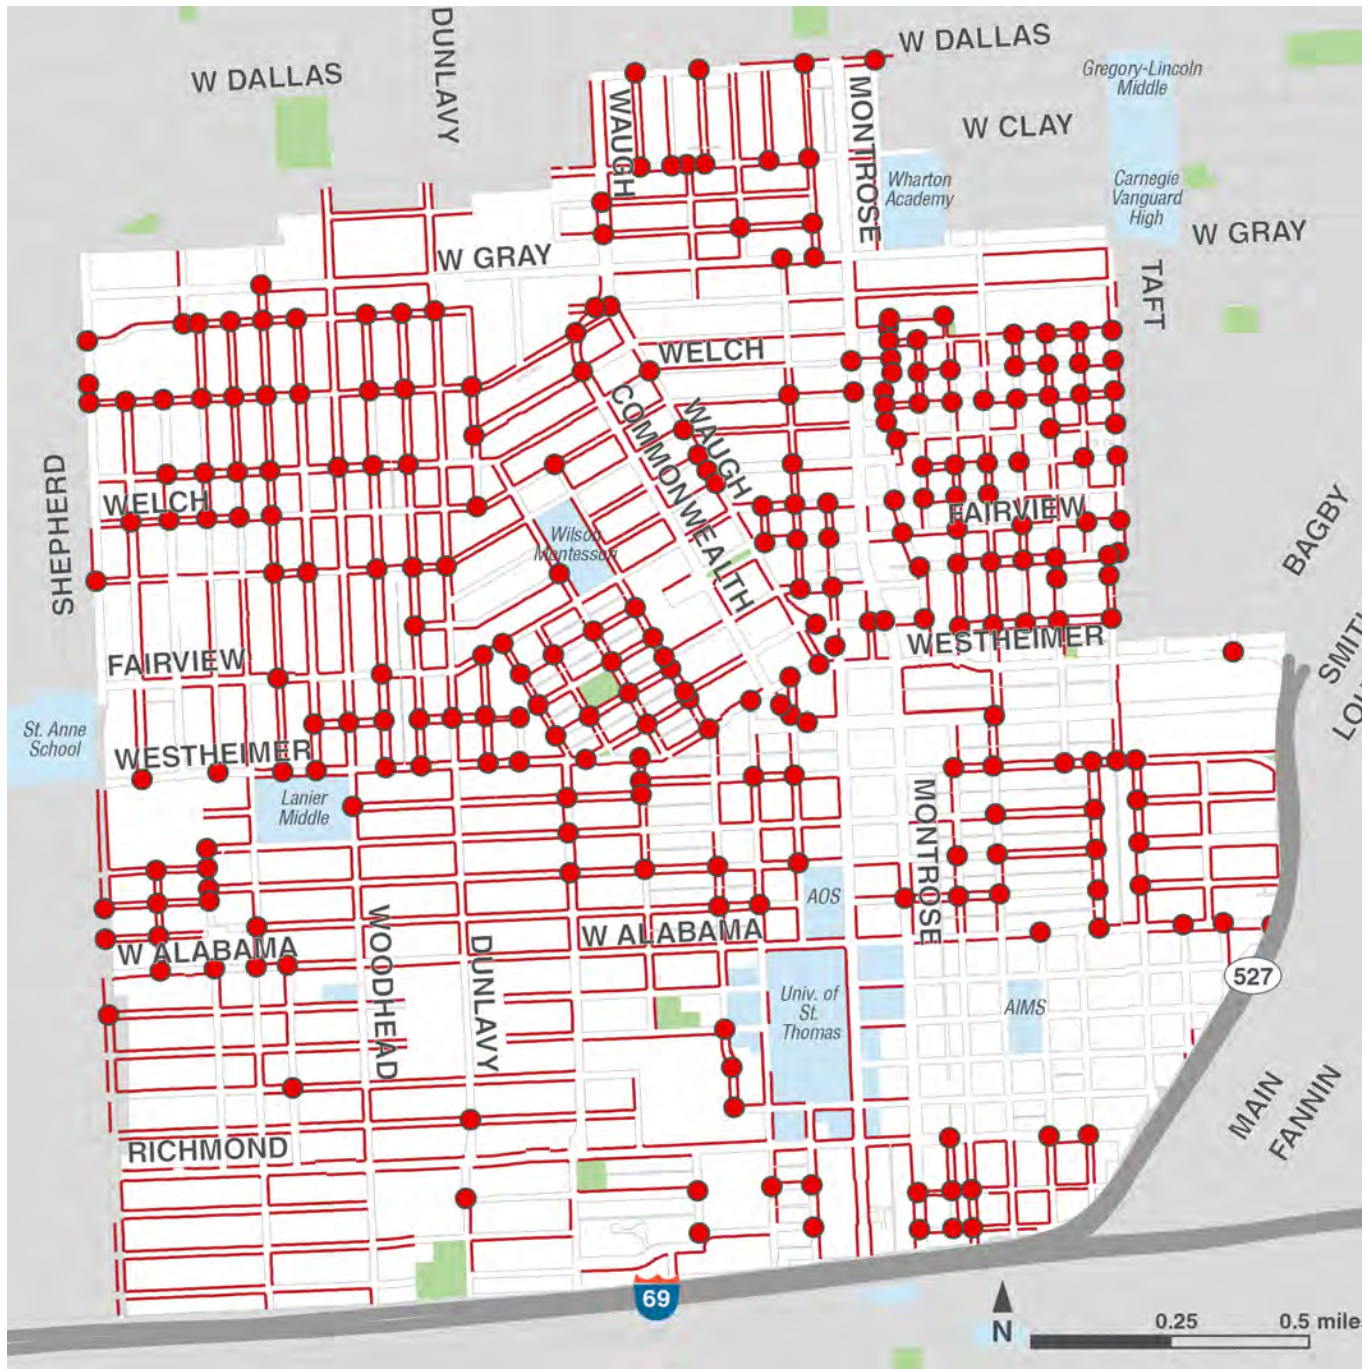 DUNLAVY
W DALLAS
W DALLAS
Gregory-Lincoln
Middle
WAUGH
MONTROSE
W CLAY
Wharton
Academy
Carnegie
Vanguard
High
W GRAY
W GRAY
TAFT
WELCH
COMMONWEALTH
WAUGH
SHEPHERD
WELCH
FAIRVIEW
BAGBY
Wilson
Montessori
SMITH
WESTHEIMER
FAIRVIEW
St. Anne
School
WESTHEIMER
Lanier
Middle
MONTROSE
AOS
WOODHEAD
DUNLAVY
W ALABAMA
W ALABAMA
527
Univ. of
St.
Thomas
AIMS
MAIN
FANNIN
RICHMOND
69
N
0.25
0.5 mile